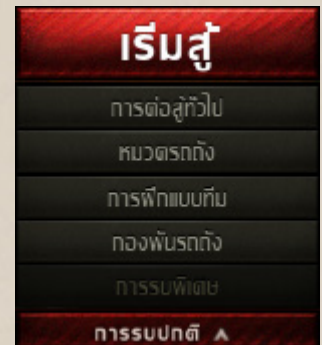 เริ่มสู้
การต่อสู้ทั่วไป
หมวดรถถัง
การฝึกแบบทีม
กองพันรถถัง
การรบพิเศษ
การรบปกติ